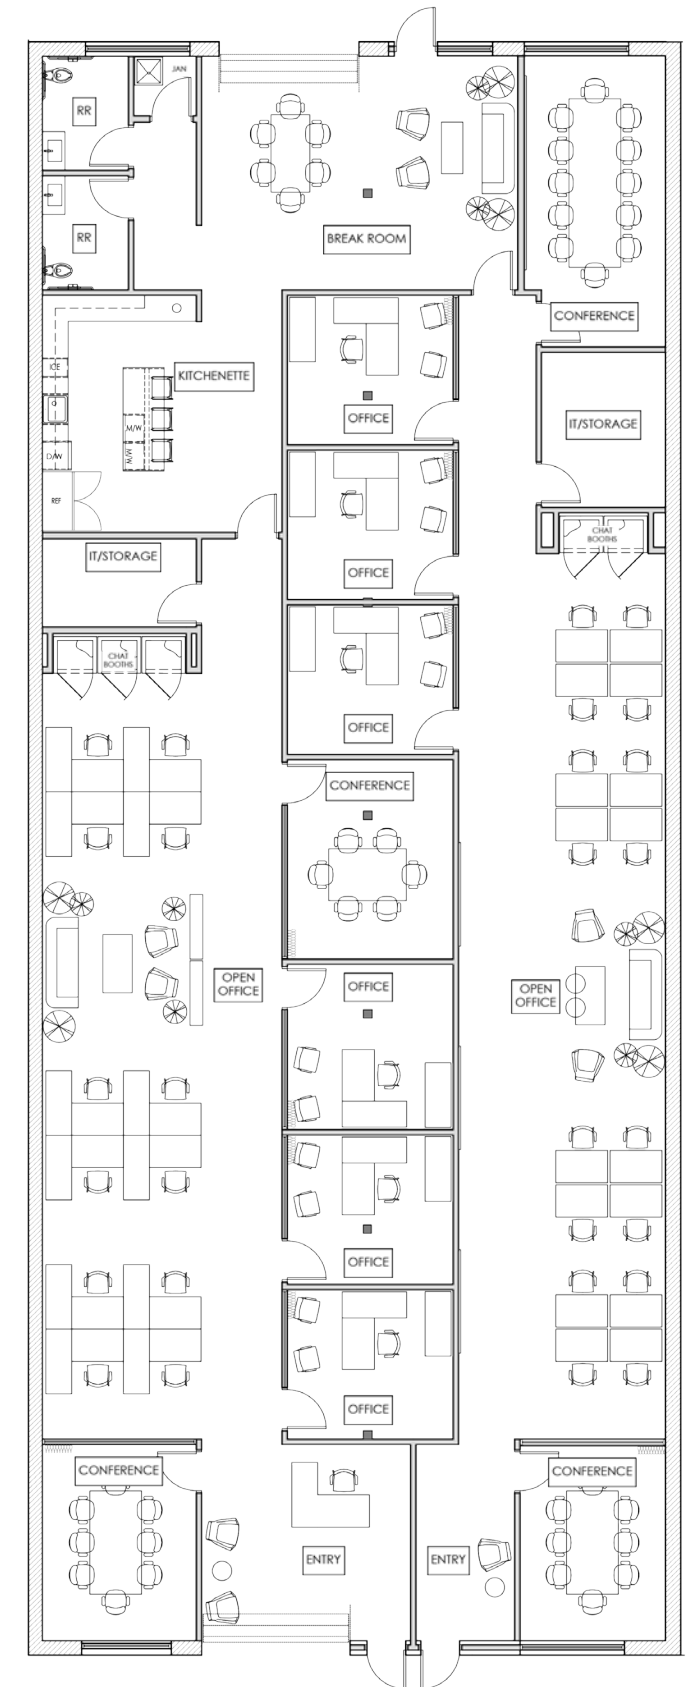 JAN
RR
RR
BREAK ROOM
CONFERENCE
ICE
KITCHENETTE
M/W
M/W
D/W
REF
OFFICE
IT/STORAGE
OFFICE
CHAT
BOOTHS
IT/STORAGE
CHAT
BOOTHS
OFFICE
CONFERENCE
OPEN
OFFICE
OFFICE
OPEN
OFFICE
OFFICE
OFFICE
CONFERENCE
CONFERENCE
ENTRY
ENTRY